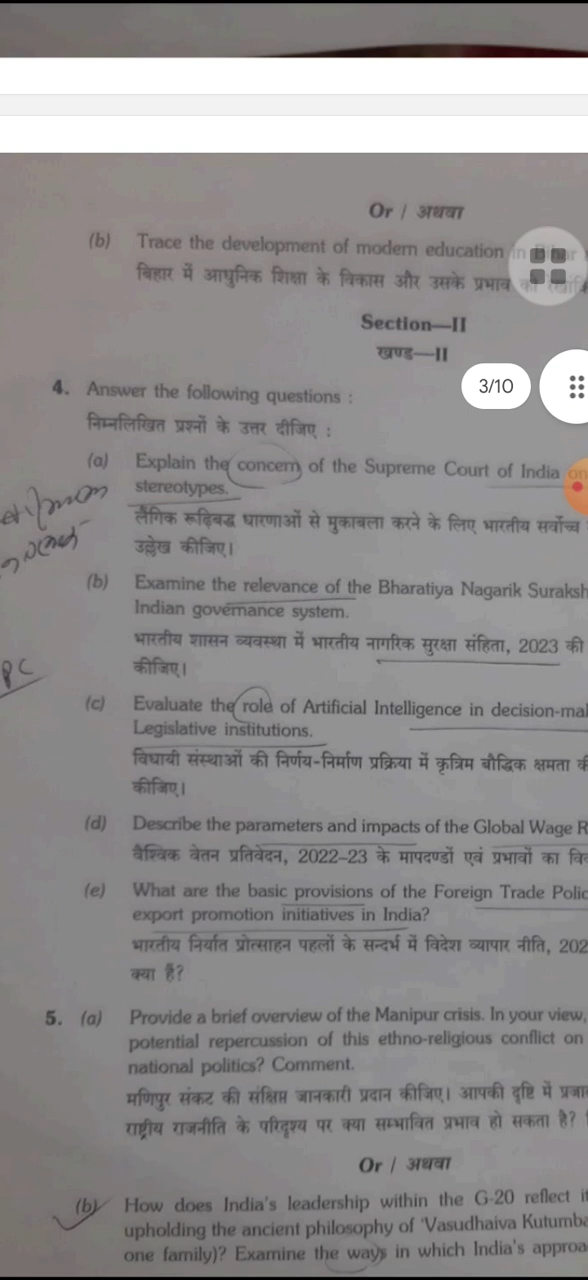 Or / अथवा
(b) Trace the development of modern education in
बिहार में आधुनिक शिक्षा के विकास और उसके प्रभाव
Section—II
खण्ड—II
3/10
4. Answer the following questions :
निम्नलिखित प्रश्नों के उत्तर दीजिए :
(a) Explain the concern of the Supreme Court of India on
stereotypes.
लैंगिक रूढ़िबद्ध धारणाओं से मुकाबला करने के लिए भारतीय सर्वोच्च
उल्लेख कीजिए।
(b) Examine the relevance of the Bharatiya Nagarik Suraksh
Indian governance system.
भारतीय शासन व्यवस्था में भारतीय नागरिक सुरक्षा संहिता, 2023 की
कीजिए।
PC
(c) Evaluate the role of Artificial Intelligence in decision-mak
Legislative institutions.
विधायी संस्थाओं की निर्णय-निर्माण प्रक्रिया में कृत्रिम बौद्धिक क्षमता
कीजिए।
(d) Describe the parameters and impacts of the Global Wage R
वैश्विक वेतन प्रतिवेदन, 2022–23 के मापदण्डों एवं प्रभावों का
(e) What are the basic provisions of the Foreign Trade Polic
export promotion initiatives in India?
भारतीय निर्यात प्रोत्साहन पहलों के सन्दर्भ में विदेश व्यापार नीति, 202
क्या हैं?
5. (a) Provide a brief overview of the Manipur crisis. In your view,
potential repercussion of this ethno-religious conflict on
national politics? Comment.
मणिपुर संकट की संक्षिप्त जानकारी प्रदान कीजिए। आपकी दृष्टि में
राष्ट्रीय राजनीति के परिदृश्य पर क्या सम्भावित प्रभाव हो सकता है?
Or / अथवा
(b) How does India's leadership within the G-20 reflect
upholding the ancient philosophy of 'Vasudhaiva Kutumba
one family)? Examine the ways in which India's approa